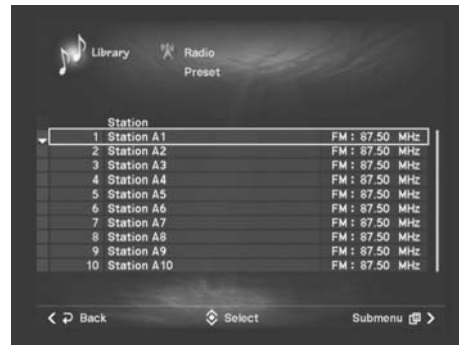 Library Radio
Preset
Station
1 Station A1 FM : 87.50 MHz
2 Station A2 FM : 87.50 MHz
3 Station A3 FM : 87.50 MHz
4 Station A4 FM : 87.50 MHz
5 Station A5 FM : 87.50 MHz
6 Station A6 FM : 87.50 MHz
7 Station A7 FM : 87.50 MHz
8 Station A8 FM : 87.50 MHz
9 Station A9 FM : 87.50 MHz
10 Station A10 FM : 87.50 MHz
Back Select Submenu